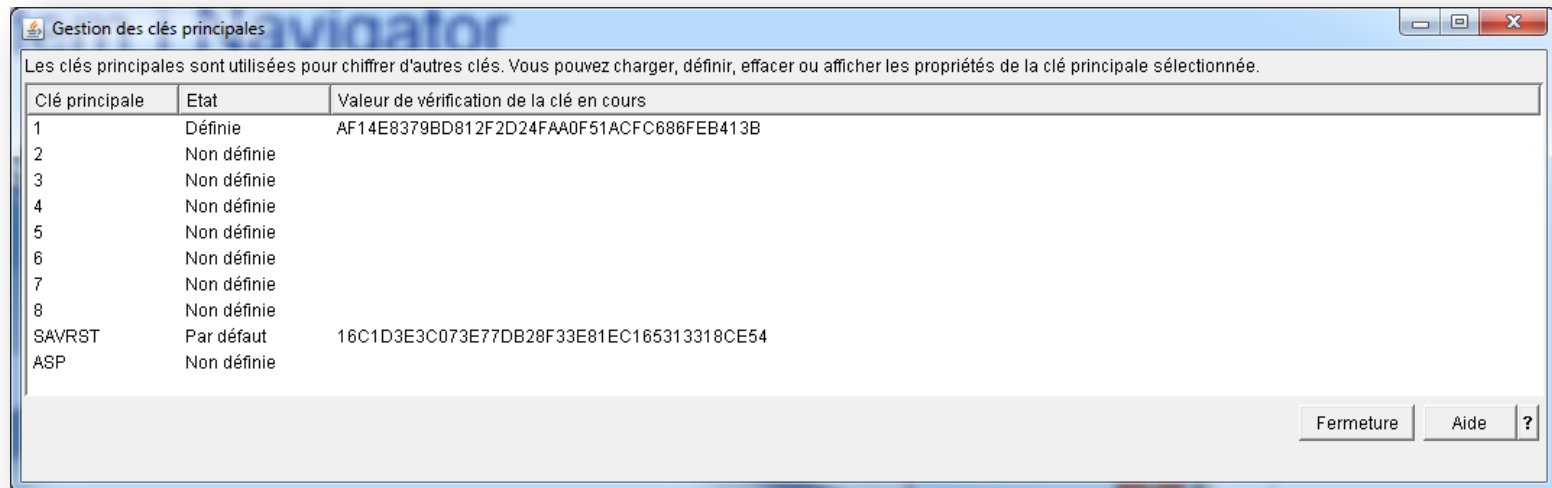 Gestion des clés principales
Navigator
Les clés principales sont utilisées pour chiffrer d'autres clés. Vous pouvez charger, définir, effacer ou afficher les propriétés de la clé principale sélectionnée.
Clé principale Etat Valeur de vérification de la clé en cours
1 Définie AF14E8379BD812F2D24FAA0F51ACFC686FEB413B
2 Non définie
3 Non définie
4 Non définie
5 Non définie
6 Non définie
7 Non définie
8 Non définie
SAVRST Par défaut 16C1D3E3C073E77DB28F33E81EC165313318CE54
ASP Non définie
Fermeture Aide ?